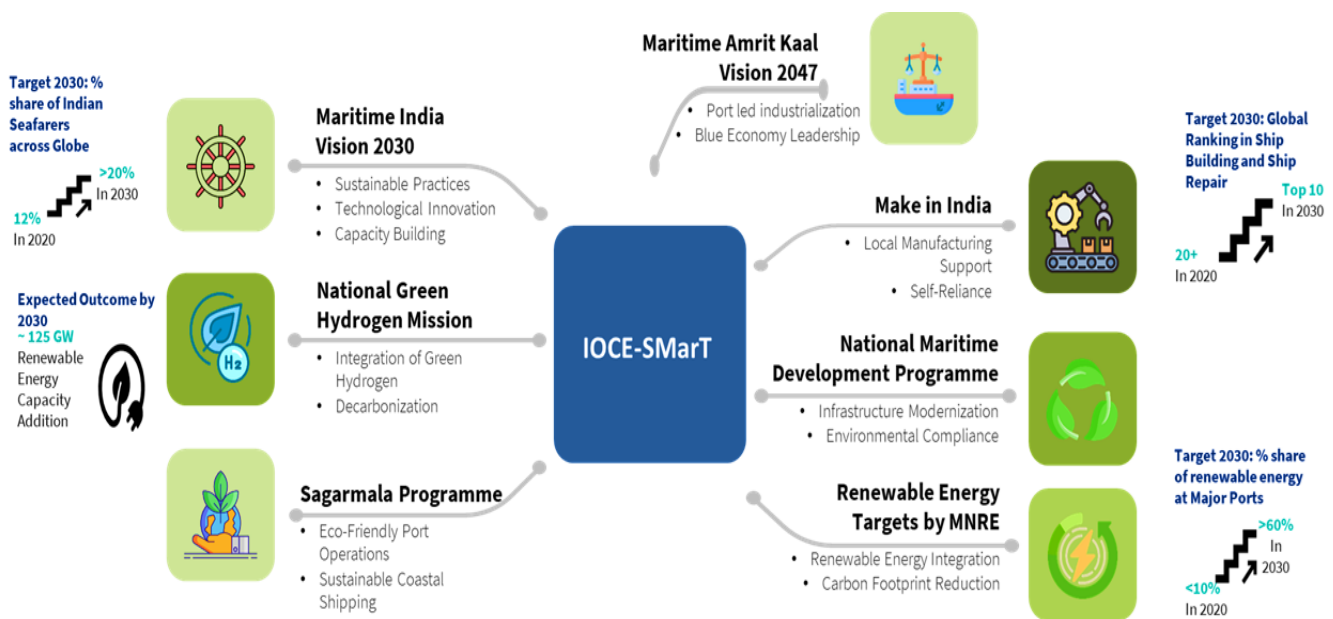 Target 2030: %
share of Indian
Seafarers
across Globe
>20%
In 2030
12%
In 2020
Maritime India
Vision 2030
• Sustainable Practices
• Technological Innovation
• Capacity Building
Expected Outcome by
2030
~ 125 GW
Renewable
Energy
Capacity
Addition
H2
National Green
Hydrogen Mission
• Integration of Green
Hydrogen
• Decarbonization
Sagarmala Programme
• Eco-Friendly Port
Operations
• Sustainable Coastal
Shipping
IOCE-SMarT
Maritime Amrit Kaal
Vision 2047
• Port led industrialization
• Blue Economy Leadership
Make in India
• Local Manufacturing
Support
• Self-Reliance
Target 2030: Global
Ranking in Ship
Building and Ship
Repair
Top 10
In 2030
20+
In 2020
National Maritime
Development Programme
• Infrastructure Modernization
• Environmental Compliance
Renewable Energy
Targets by MNRE
• Renewable Energy Integration
• Carbon Footprint Reduction
Target 2030: % share
of renewable energy
at Major Ports
>60%
In
2030
<10%
In 2020